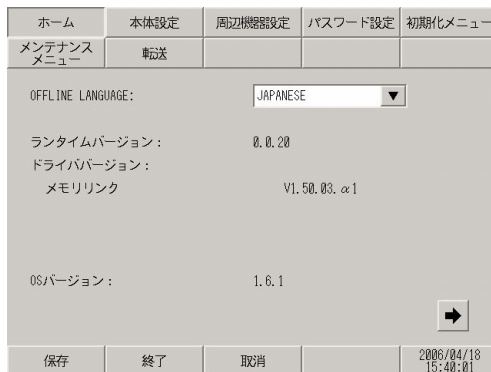 ホーム 本体設定 周辺機器設定 パスワード設定 初期化メニュー
メンテナンス
メニュー 転送
OFFLINE LANGUAGE: JAPANESE
ランタイムバージョン: 0.0.20
ドライババージョン:
メモリリンク V1.50.03.α1
OSバージョン: 1.6.1
保存 終了 取消 2006/04/18
15:40:01